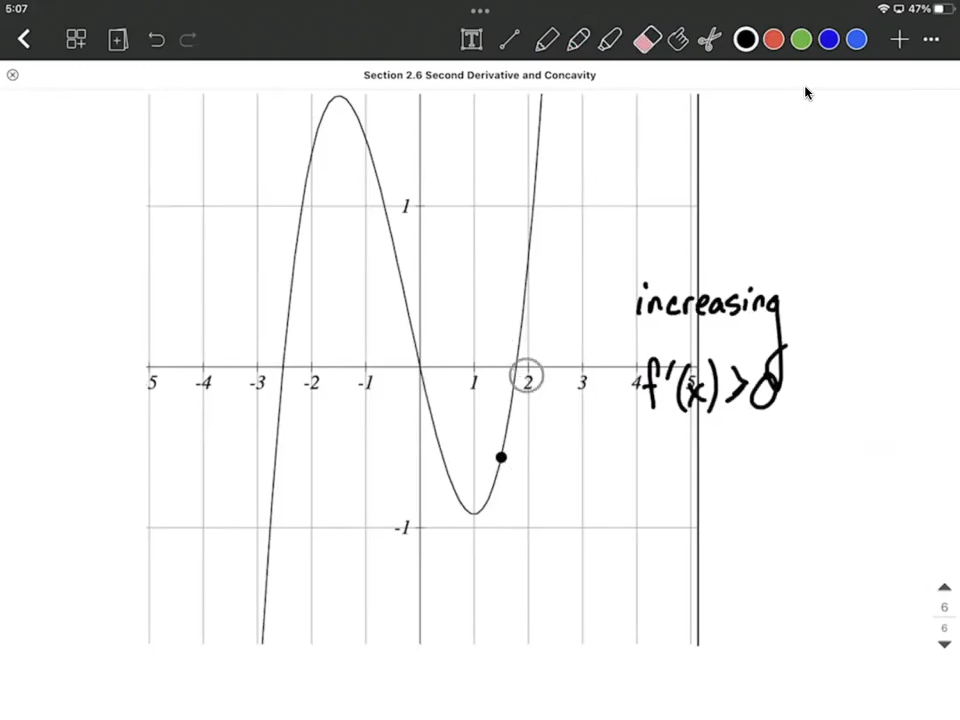 5:07
47%
T
Section 2.6 Second Derivative and Concavity
1
increasing
5 -4 -3 -2 -1 1 2 3 4 5
f'(x) > 0
-1
6
6